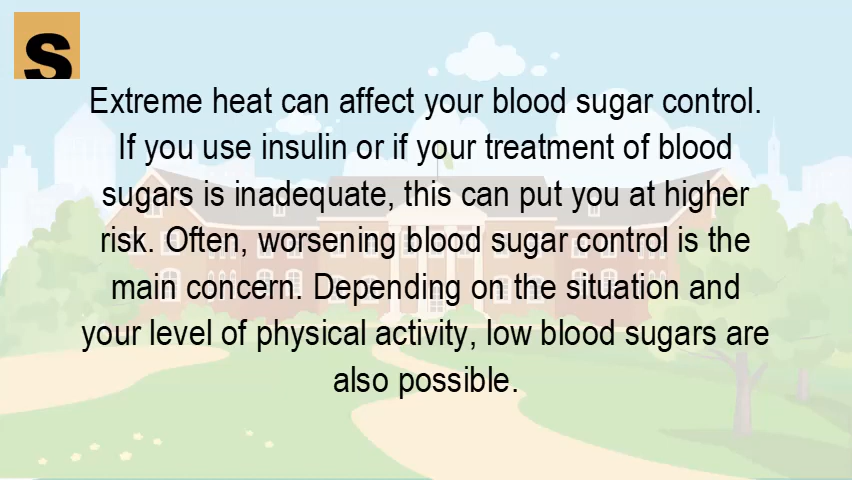 S
Extreme heat can affect your blood sugar control.
If you use insulin or if your treatment of blood
sugars is inadequate, this can put you at higher
risk. Often, worsening blood sugar control is the
main concern. Depending on the situation and
your level of physical activity, low blood sugars are
also possible.